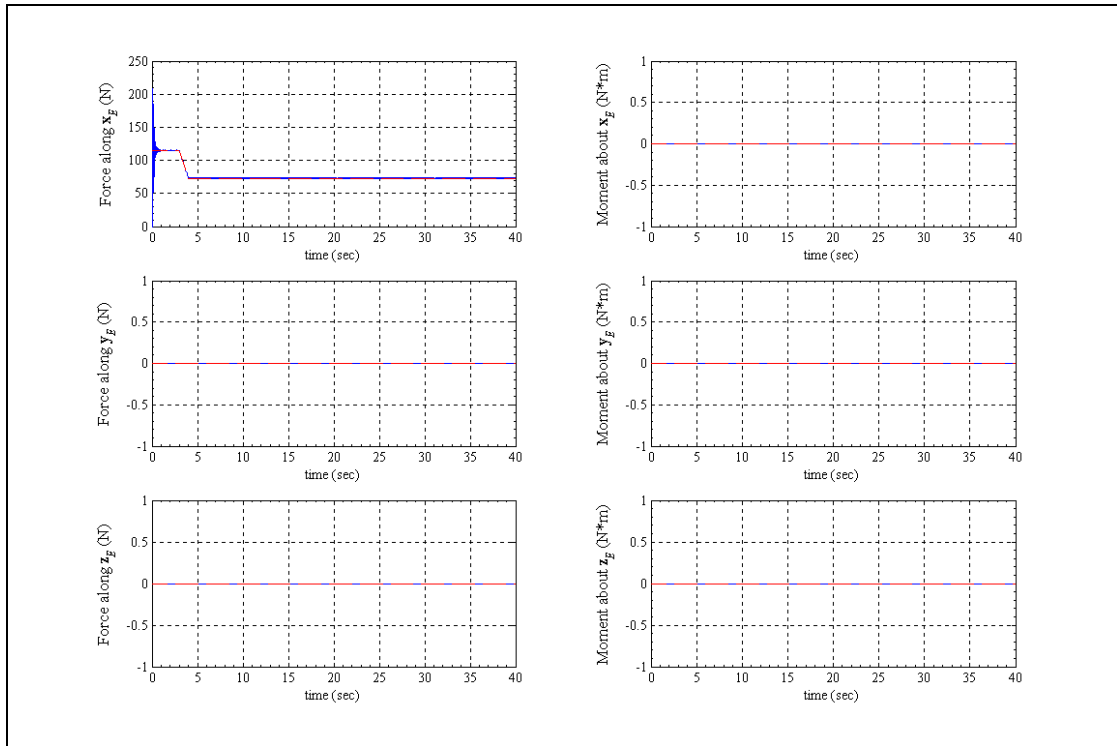 Force along x_E (N)
250
200
150
100
50
0
0 5 10 15 20 25 30 35 40
time (sec)
Moment about x_E (N*m)
1
0.5
0
-0.5
-1
0 5 10 15 20 25 30 35 40
time (sec)
Force along y_E (N)
1
0.5
0
-0.5
-1
0 5 10 15 20 25 30 35 40
time (sec)
Moment about y_E (N*m)
1
0.5
0
-0.5
-1
0 5 10 15 20 25 30 35 40
time (sec)
Force along z_E (N)
1
0.5
0
-0.5
-1
0 5 10 15 20 25 30 35 40
time (sec)
Moment about z_E (N*m)
1
0.5
0
-0.5
-1
0 5 10 15 20 25 30 35 40
time (sec)